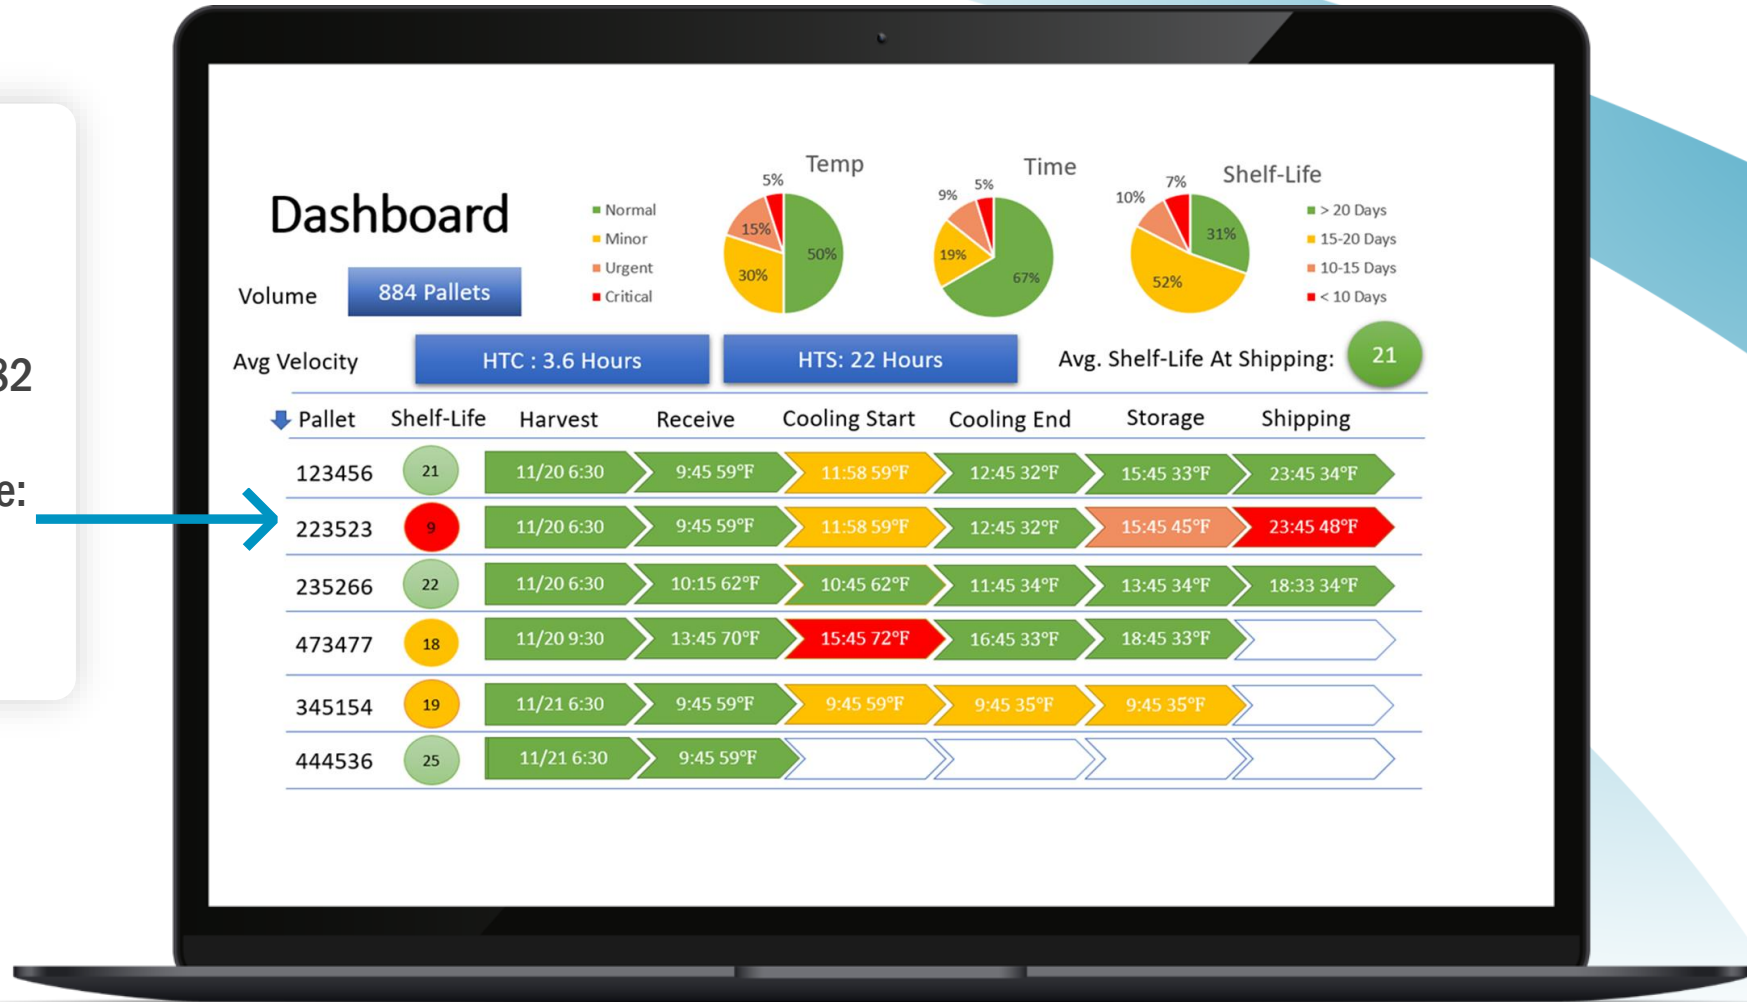 32
e:
Dashboard
Volume
884 Pallets
Normal
Minor
Urgent
Critical
Temp
5%
15%
30%
50%
Time
9%
5%
19%
67%
Shelf-Life
10%
7%
31%
52%
> 20 Days
15-20 Days
10-15 Days
< 10 Days
Avg Velocity
HTC : 3.6 Hours
HTS: 22 Hours
Avg. Shelf-Life At Shipping:
21
Pallet Shelf-Life Harvest Receive Cooling Start Cooling End Storage Shipping
123456 21 11/20 6:30 9:45 59°F 11:58 59°F 12:45 32°F 15:45 33°F 23:45 34°F
223523 9 11/20 6:30 9:45 59°F 11:58 59°F 12:45 32°F 15:45 45°F 23:45 48°F
235266 22 11/20 6:30 10:15 62°F 10:45 62°F 11:45 34°F 13:45 34°F 18:33 34°F
473477 18 11/20 9:30 13:45 70°F 15:45 72°F 16:45 33°F 18:45 33°F
345154 19 11/21 6:30 9:45 59°F 9:45 59°F 9:45 35°F 9:45 35°F
444536 25 11/21 6:30 9:45 59°F